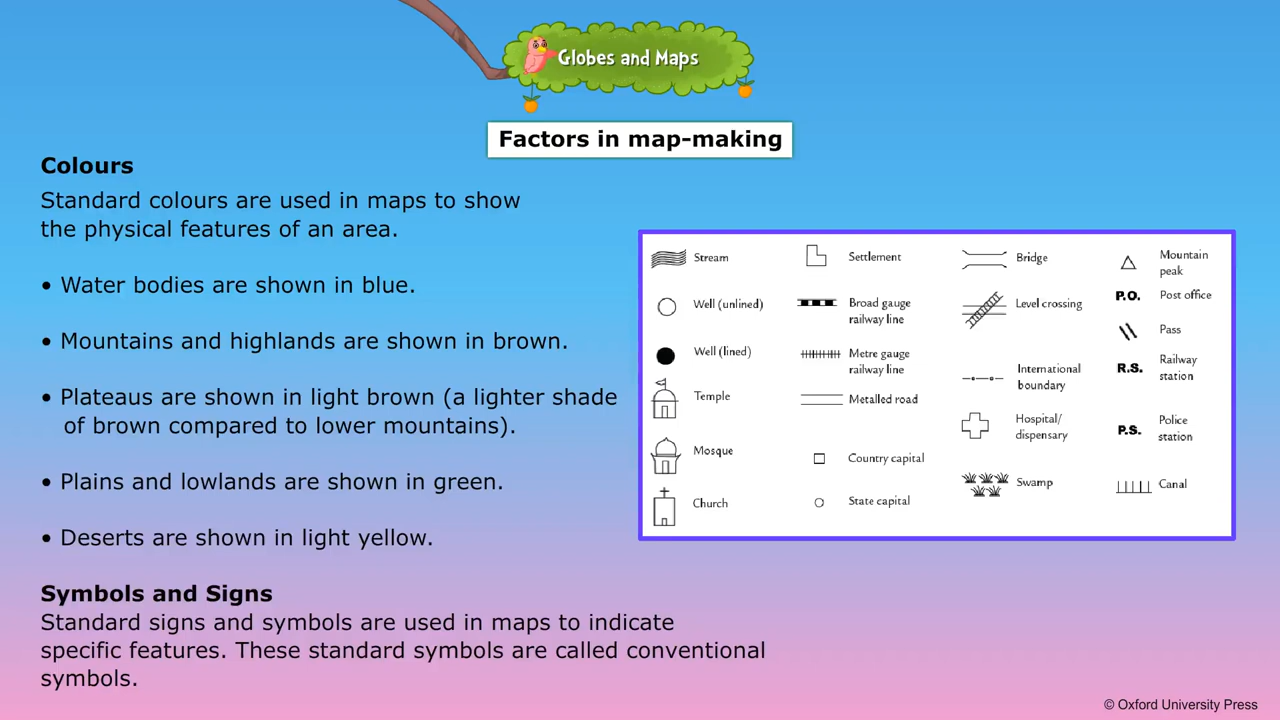 Globes and Maps
Factors in map-making
Colours
Standard colours are used in maps to show
the physical features of an area.
• Water bodies are shown in blue.
• Mountains and highlands are shown in brown.
• Plateaus are shown in light brown (a lighter shade
of brown compared to lower mountains).
• Plains and lowlands are shown in green.
• Deserts are shown in light yellow.
Symbols and Signs
Standard signs and symbols are used in maps to indicate
specific features. These standard symbols are called conventional
symbols.
Stream
Well (unlined)
Well (lined)
Temple
Mosque
Church
Settlement
Broad gauge
railway line
Metre gauge
railway line
Metalled road
Country capital
State capital
Bridge
Level crossing
International
boundary
Hospital/
dispensary
Swamp
Mountain
peak
P.O. Post office
Pass
R.S. Railway
station
P.S. Police
station
Canal
© Oxford University Press